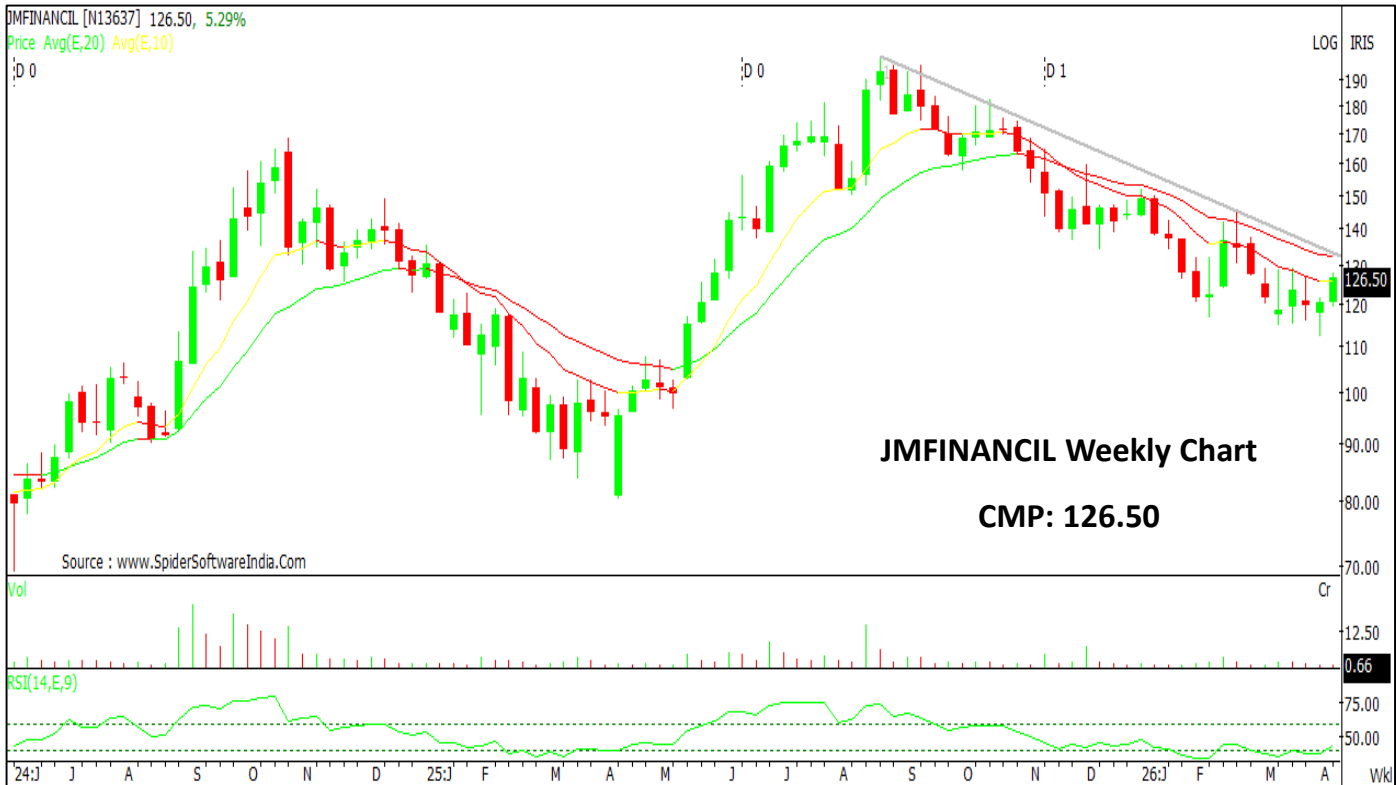 JMFINANCIL [N13637] 126.50, 5.29%
Price Avg(E,20) Avg(E,10)
LOG IRIS
D 0 D 0 D 1
190
180
170
160
150
140
130
126.50
120
110
100
90.00
80.00
70.00
JMFINANCIL Weekly Chart
CMP: 126.50
Source : www.SpiderSoftwareIndia.Com
Vol Cr
12.50
0.66
RSI(14,E,9)
75.00
50.00
24:J J A S O N D 25:J F M A M J J A S O N D 26:J F M A Wkl